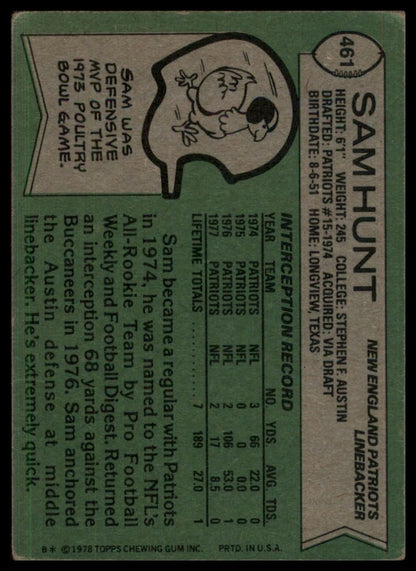 461
SAM HUNT
NEW ENGLAND PATRIOTS
LINEBACKER
HEIGHT: 6'1" WEIGHT: 245 COLLEGE: STEPHEN F. AUSTIN
DRAFTED: PATRIOTS #15-1974 ACQUIRED: VIA DRAFT
BIRTHDATE: 8-6-51 HOME: LONGVIEW, TEXAS
SAM WAS
DEFENSIVE
MVP OF THE
1973 POULTRY
BOWL GAME.
INTERCEPTION RECORD
YEAR TEAM NO. YDS. AVG. TDS.
1974 PATRIOTS NFL 3 66 22.0 0
1975 PATRIOTS NFL 0 0 0.0 0
1976 PATRIOTS NFL 2 106 53.0 1
1977 PATRIOTS NFL 2 17 8.5 0
LIFETIME TOTALS 7 189 27.0 1
Sam became a regular with Patriots
in 1974, he was named to the NFL's
All-Rookie Team by Pro Football
Weekly and Football Digest. Returned
an interception 68 yards against the
Buccaneers in 1976. Sam anchored
the Austin defense at middle
linebacker. He's extremely quick.
B* © 1978 TOPPS CHEWING GUM INC. PRTD. IN U.S.A.